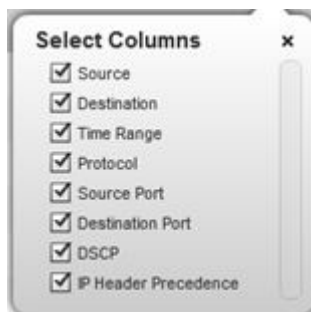 Select Columns ×
Source
Destination
Time Range
Protocol
Source Port
Destination Port
DSCP
IP Header Precedence